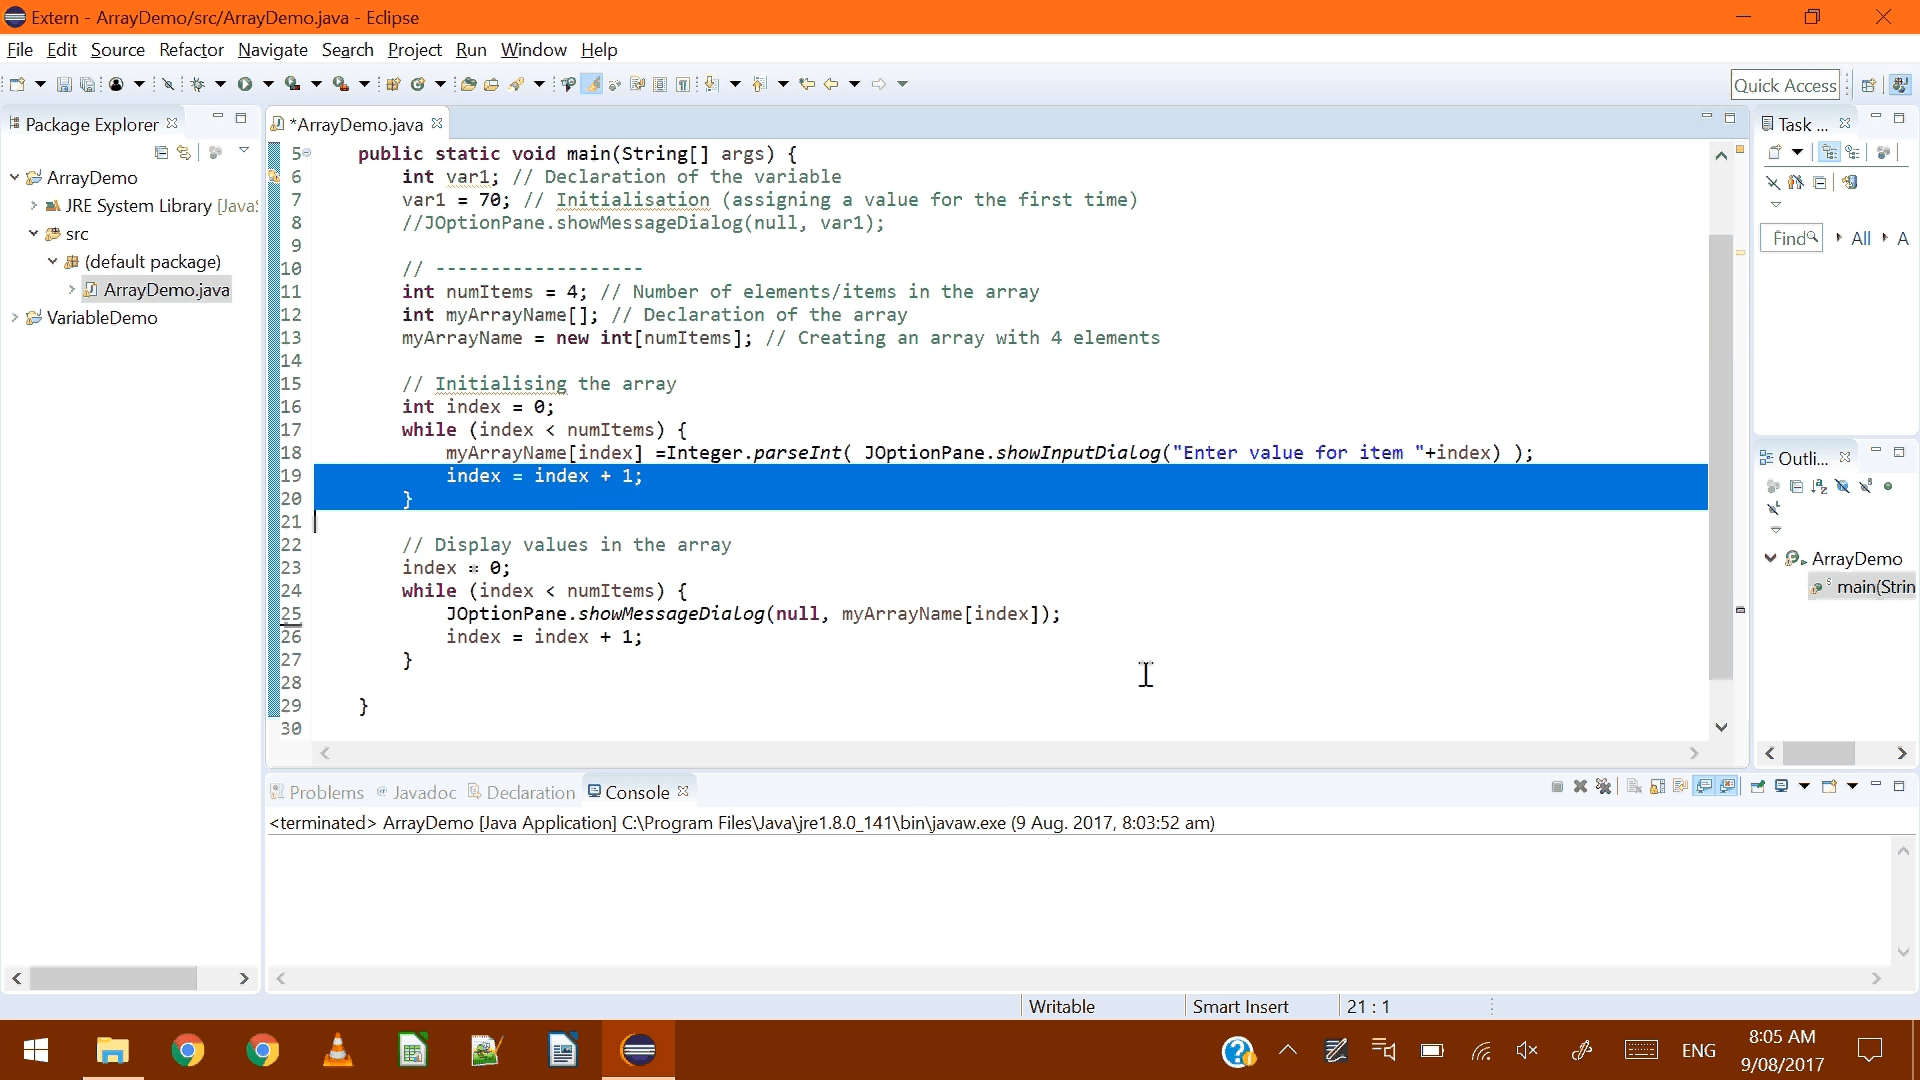 Extern - ArrayDemo/src/ArrayDemo.java - Eclipse
File Edit Source Refactor Navigate Search Project Run Window Help
Quick Access
Package Explorer
*ArrayDemo.java
Task ...
ArrayDemo
JRE System Library [Java
src
(default package)
ArrayDemo.java
VariableDemo
5 public static void main(String[] args) {
6 int var1; // Declaration of the variable
7 var1 = 70; // Initialisation (assigning a value for the first time)
8 //JOptionPane.showMessageDialog(null, var1);
9
10 // -------------------
11 int numItems = 4; // Number of elements/items in the array
12 int myArrayName[]; // Declaration of the array
13 myArrayName = new int[numItems]; // Creating an array with 4 elements
14
15 // Initialising the array
16 int index = 0;
17 while (index < numItems) {
18 myArrayName[index] =Integer.parseInt( JOptionPane.showInputDialog("Enter value for item "+index) );
19 index = index + 1;
20 }
21
22 // Display values in the array
23 index = 0;
24 while (index < numItems) {
25 JOptionPane.showMessageDialog(null, myArrayName[index]);
26 index = index + 1;
27 }
28
29 }
30
Find All A
Outli...
ArrayDemo
main(Strin
Problems Javadoc Declaration Console
<terminated> ArrayDemo [Java Application] C:\Program Files\Java\jre1.8.0_141\bin\javaw.exe (9 Aug. 2017, 8:03:52 am)
Writable Smart Insert 21 : 1
ENG
8:05 AM
9/08/2017